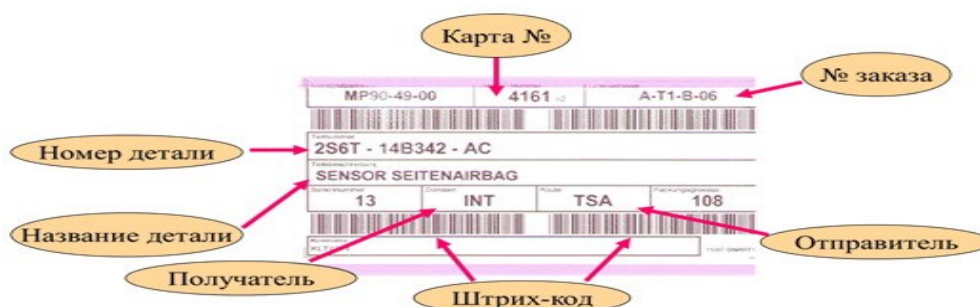 Карта №
№ заказа
MP90-49-00 4161 A-T1-B-06
Номер детали
2S6T - 14B342 - AC
SENSOR SEITENAIRBAG
13 INT TSA 108
Название детали
Отправитель
Получатель
Штрих-код